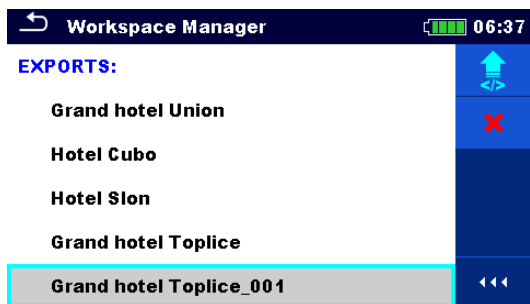 Workspace Manager 06:37
EXPORTS:
</>
Grand hotel Union
Hotel Cubo
Hotel Slon
Grand hotel Toplice
Grand hotel Toplice_001